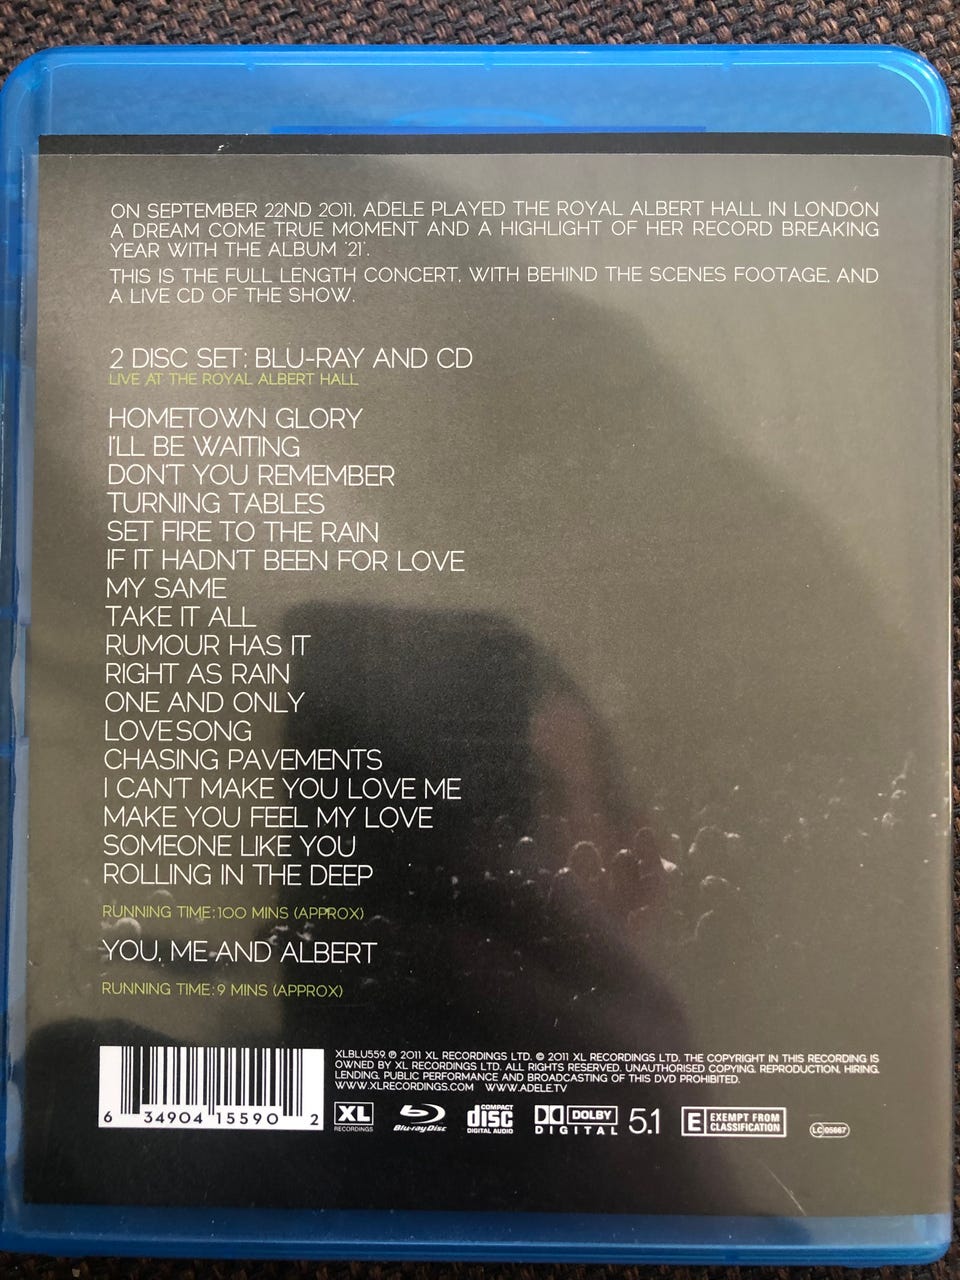 ON SEPTEMBER 22ND 2011, ADELE PLAYED THE ROYAL ALBERT HALL IN LONDON
A DREAM COME TRUE MOMENT AND A HIGHLIGHT OF HER RECORD BREAKING
YEAR WITH THE ALBUM '21'.
THIS IS THE FULL LENGTH CONCERT, WITH BEHIND THE SCENES FOOTAGE, AND
A LIVE CD OF THE SHOW.
2 DISC SET: BLU-RAY AND CD
LIVE AT THE ROYAL ALBERT HALL
HOMETOWN GLORY
I'LL BE WAITING
DON'T YOU REMEMBER
TURNING TABLES
SET FIRE TO THE RAIN
IF IT HADN'T BEEN FOR LOVE
MY SAME
TAKE IT ALL
RUMOUR HAS IT
RIGHT AS RAIN
ONE AND ONLY
LOVESONG
CHASING PAVEMENTS
I CAN'T MAKE YOU LOVE ME
MAKE YOU FEEL MY LOVE
SOMEONE LIKE YOU
ROLLING IN THE DEEP
RUNNING TIME: 100 MINS (APPROX)
YOU, ME AND ALBERT
RUNNING TIME: 9 MINS (APPROX)
XLBLU559. ℗ 2011 XL RECORDINGS LTD. © 2011 XL RECORDINGS LTD. THE COPYRIGHT IN THIS RECORDING IS
OWNED BY XL RECORDINGS LTD. ALL RIGHTS RESERVED. UNAUTHORISED COPYING, REPRODUCTION, HIRING,
LENDING, PUBLIC PERFORMANCE AND BROADCASTING OF THIS DVD PROHIBITED.
WWW.XLRECORDINGS.COM WWW.ADELE.TV
6 34904 15590 2
XL RECORDINGS
Blu-ray Disc
COMPACT disc DIGITAL AUDIO
DOLBY DIGITAL 5.1
E EXEMPT FROM CLASSIFICATION
LC 05667